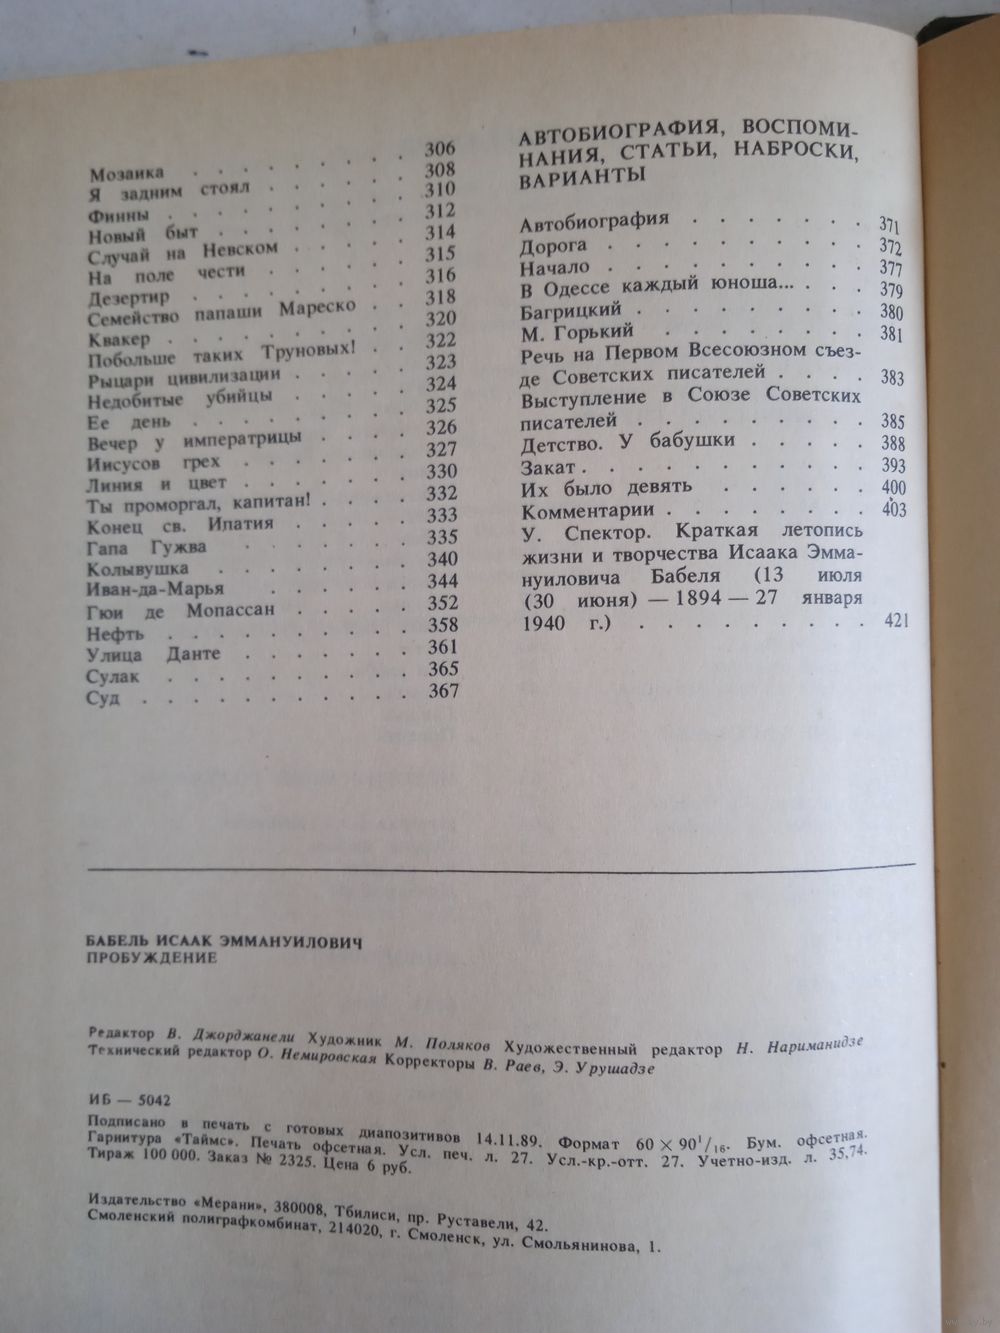 Мозаика . . . . . . . 306
Я задним стоял . . . . . 308
Финны . . . . . . . . 310
Новый быт . . . . . . 312
Случай на Невском . . . . 314
На поле чести . . . . . 315
Дезертир . . . . . . . 316
Семейство папаши Мареско . . 318
Квакер . . . . . . . . 320
Побольше таких Труновых! . . 322
Рыцари цивилизации . . . . 323
Недобитые убийцы . . . . 324
Ее день . . . . . . . 325
Вечер у императрицы . . . . 326
Иисусов грех . . . . . . 327
Линия и цвет . . . . . . 330
Ты проморгал, капитан! . . . . 332
Конец св. Ипатия . . . . . 333
Гапа Гужва . . . . . . 335
Колывушка . . . . . . . 340
Иван-да-Марья . . . . . 344
Гюи де Мопассан . . . . . 352
Нефть . . . . . . . . 358
Улица Данте . . . . . . 361
Сулак . . . . . . . . 365
Суд . . . . . . . . . 367
АВТОБИОГРАФИЯ, ВОСПОМИ-
НАНИЯ, СТАТЬИ, НАБРОСКИ,
ВАРИАНТЫ
Автобиография . . . . . . . 371
Дорога . . . . . . . . . . 372
Начало . . . . . . . . . . 377
В Одессе каждый юноша... . . . 379
Багрицкий . . . . . . . . . 380
М. Горький . . . . . . . . 381
Речь на Первом Всесоюзном съез-
де Советских писателей . . . . 383
Выступление в Союзе Советских
писателей . . . . . . . . . 385
Детство. У бабушки . . . . . 388
Закат . . . . . . . . . . . 393
Их было девять . . . . . . 400
Комментарии . . . . . . . . 403
У. Спектор. Краткая летопись
жизни и творчества Исаака Эмма-
нуиловича Бабеля (13 июля
(30 июня) — 1894 — 27 января
1940 г.) . . . . . . . . . 421
БАБЕЛЬ ИСААК ЭММАНУИЛОВИЧ
ПРОБУЖДЕНИЕ
Редактор В. Джорджанели Художник М. Поляков Художественный редактор Н. Нариманидзе
Технический редактор О. Немировская Корректоры В. Раев, Э. Урушадзе
ИБ — 5042
Подписано в печать с готовых диапозитивов 14.11.89. Формат 60 × 90¹/₁₆. Бум. офсетная.
Гарнитура «Таймс». Печать офсетная. Усл. печ. л. 27. Усл.-кр.-отт. 27. Учетно-изд. л. 35,74.
Тираж 100 000. Заказ № 2325. Цена 6 руб.
Издательство «Мерани», 380008, Тбилиси, пр. Руставели, 42.
Смоленский полиграфкомбинат, 214020, г. Смоленск, ул. Смольянинова, 1.